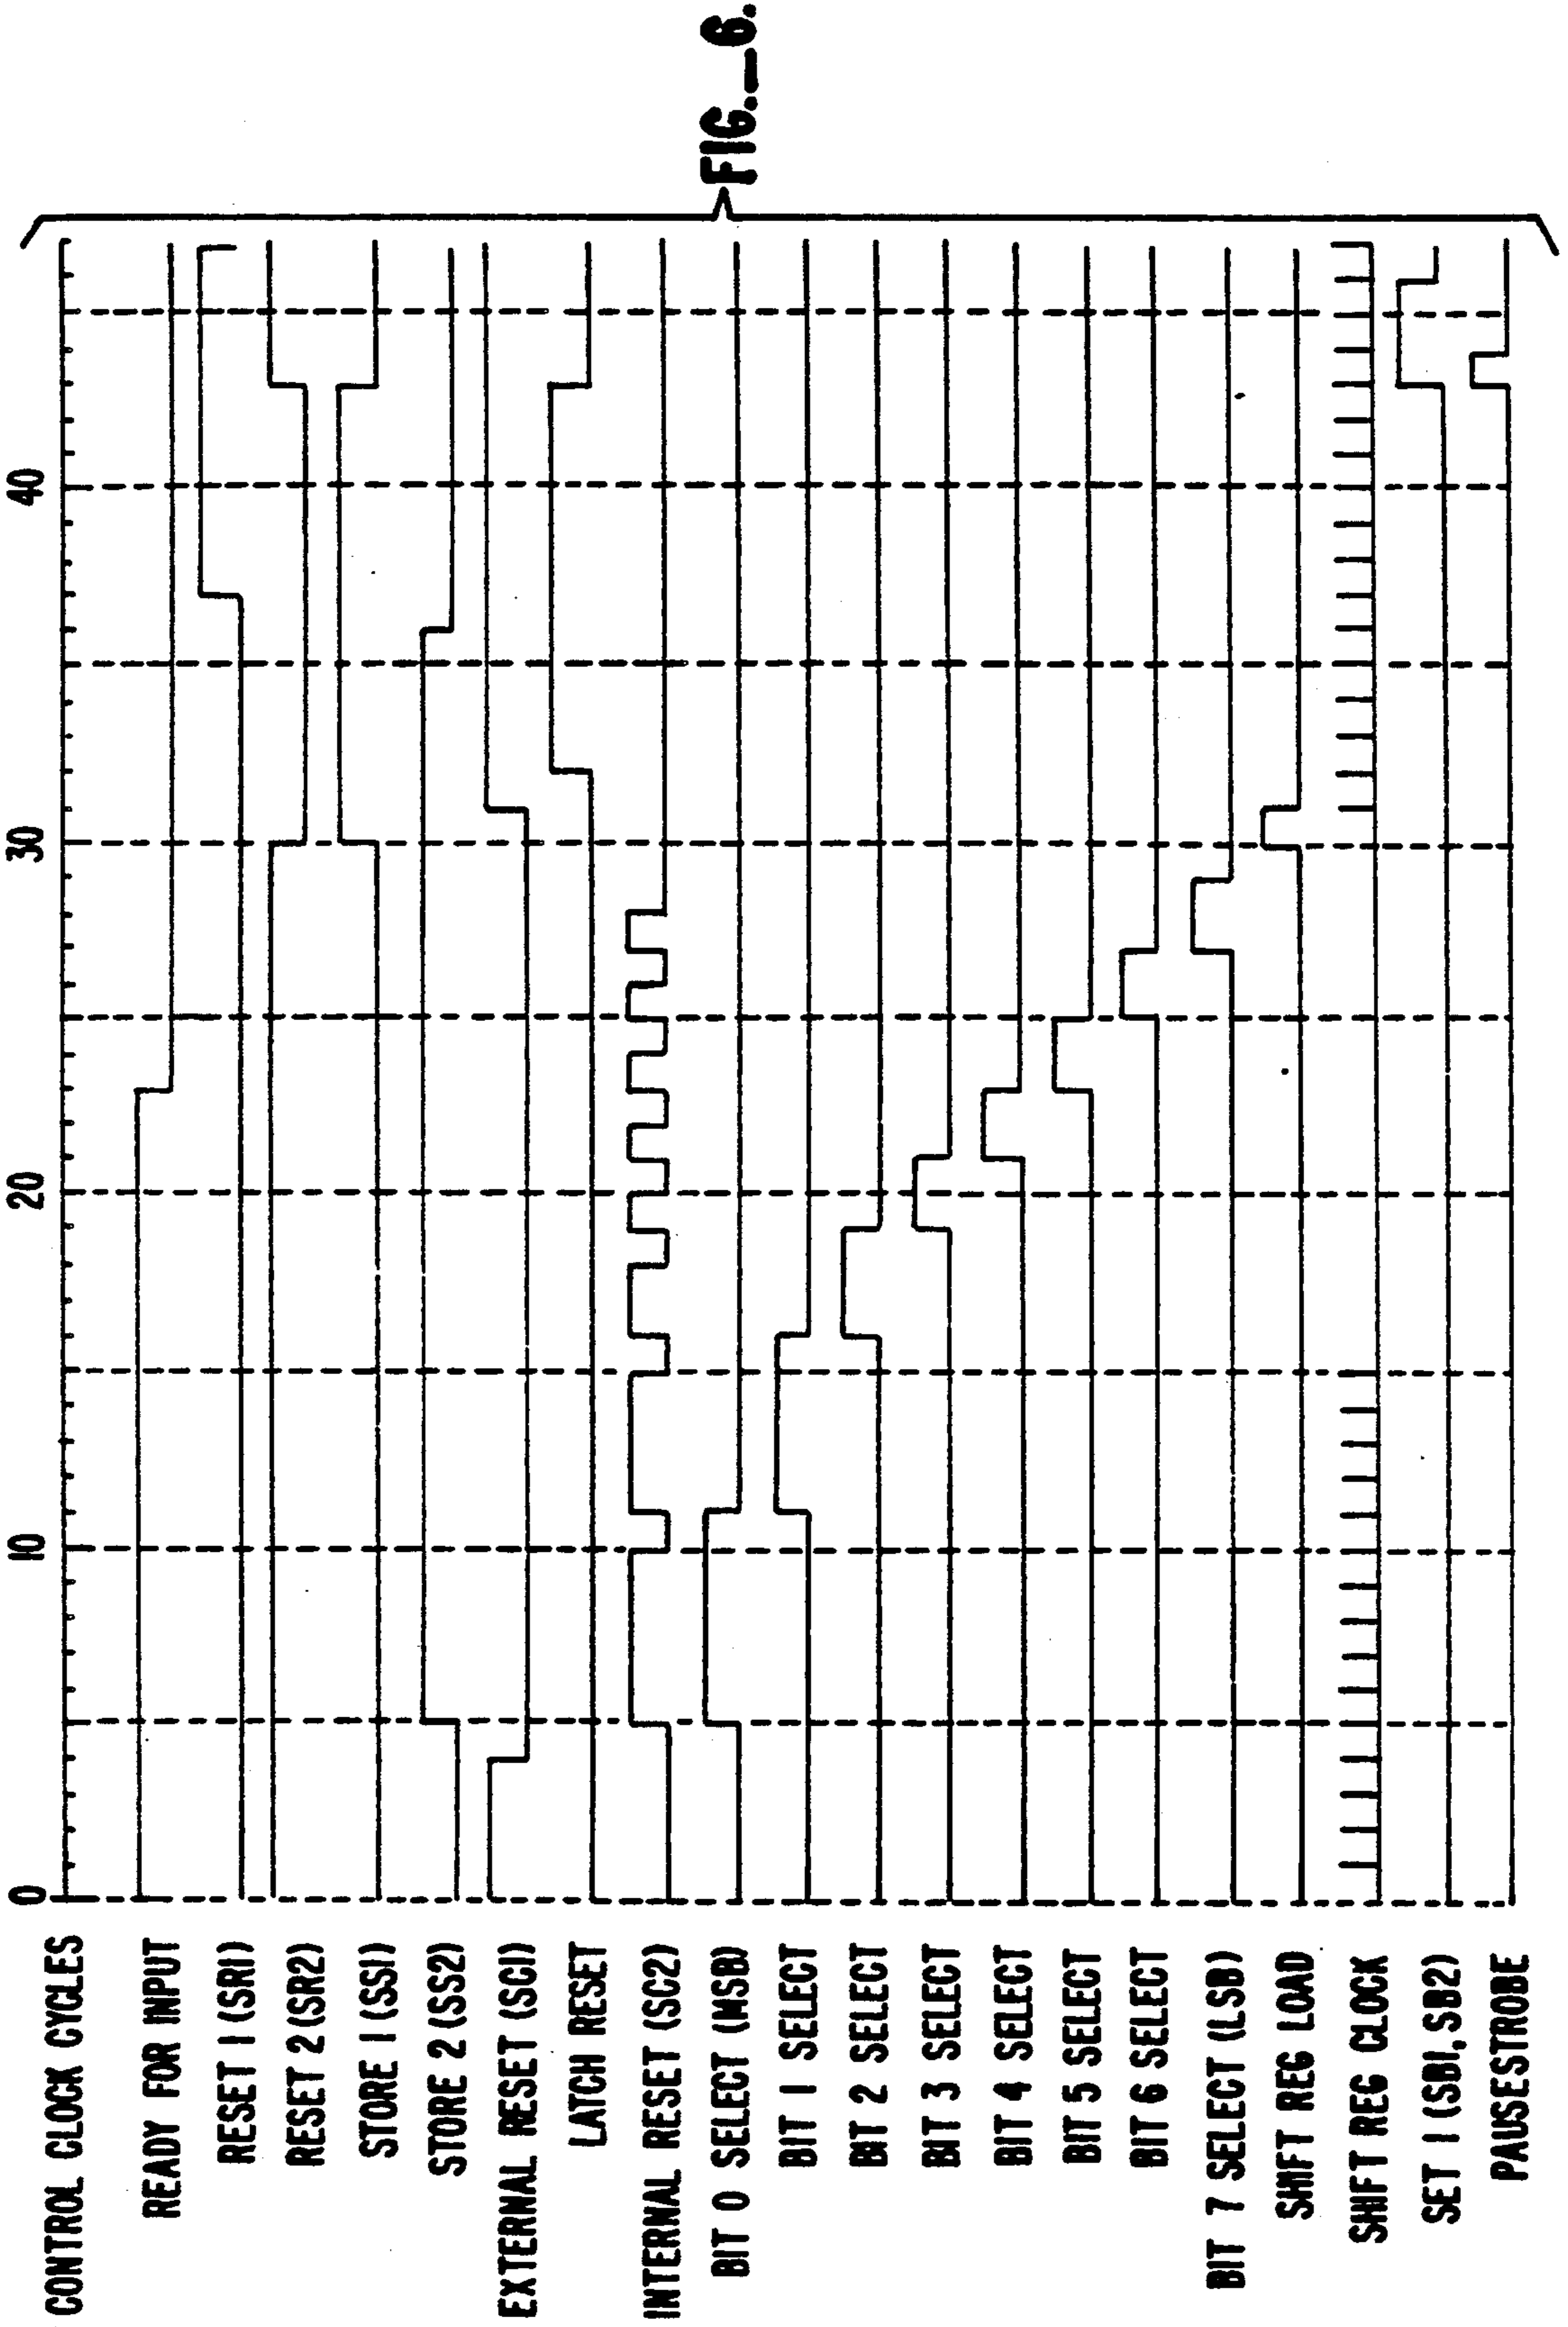 CONTROL CLOCK CYCLES
0 10 20 30 40
READY FOR INPUT
RESET 1 (SR1)
RESET 2 (SR2)
STORE 1 (SS1)
STORE 2 (SS2)
EXTERNAL RESET (SC1)
LATCH RESET
INTERNAL RESET (SC2)
BIT 0 SELECT (MSB)
BIT 1 SELECT
BIT 2 SELECT
BIT 3 SELECT
BIT 4 SELECT
BIT 5 SELECT
BIT 6 SELECT
BIT 7 SELECT (LSB)
SHIFT REG LOAD
SHIFT REG CLOCK
SET 1 (SB1, SB2)
PAUSESTROBE
FIG._6.